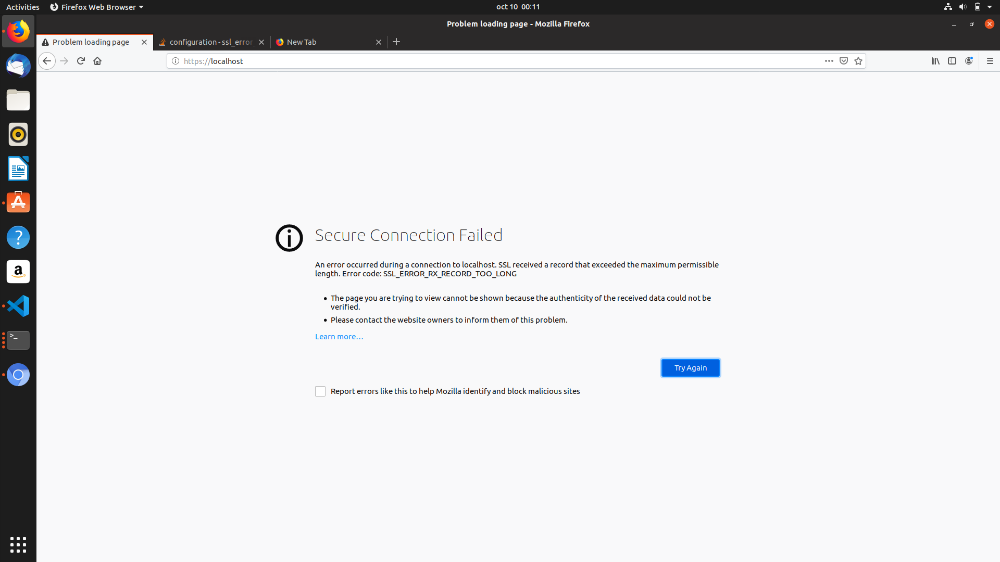 Activities
Firefox Web Browser
oct 10 00:11
Problem loading page - Mozilla Firefox
Problem loading page
configuration - ssl_error_
New Tab
https://localhost
Secure Connection Failed
An error occurred during a connection to localhost. SSL received a record that exceeded the maximum permissible
length. Error code: SSL_ERROR_RX_RECORD_TOO_LONG
• The page you are trying to view cannot be shown because the authenticity of the received data could not be
verified.
• Please contact the website owners to inform them of this problem.
Learn more…
Try Again
Report errors like this to help Mozilla identify and block malicious sites